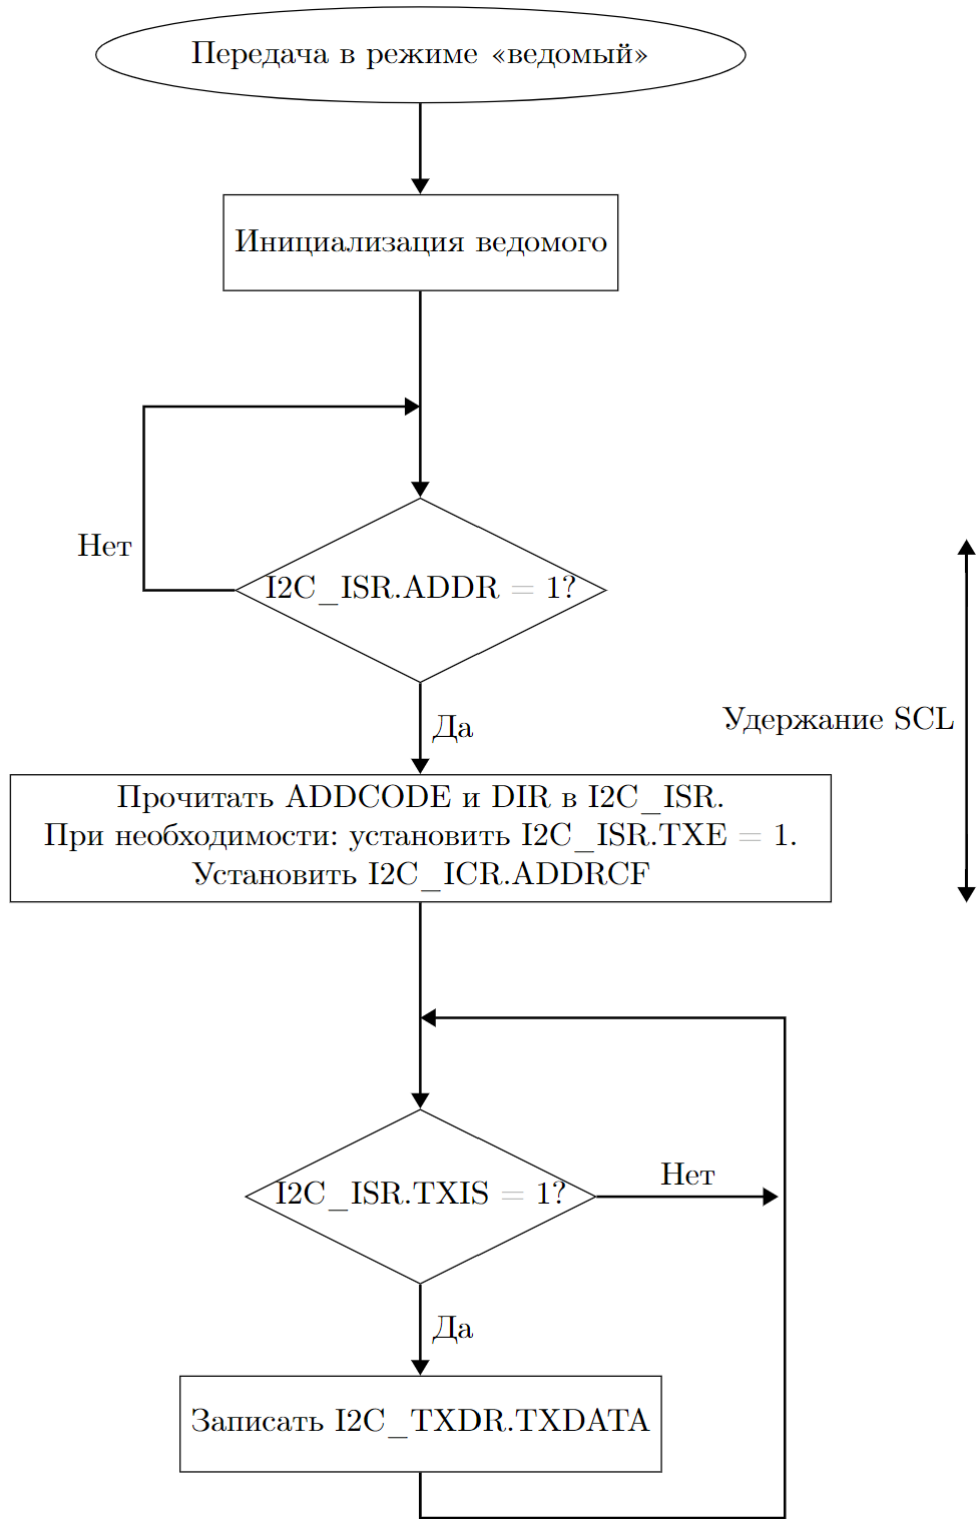 Передача в режиме «ведомый»
Инициализация ведомого
Нет
I2C_ISR.ADDR = 1?
Да
Удержание SCL
Прочитать ADDCODE и DIR в I2C_ISR.
При необходимости: установить I2C_ISR.TXE = 1.
Установить I2C_ICR.ADDRCF
I2C_ISR.TXIS = 1?
Нет
Да
Записать I2C_TXDR.TXDATA